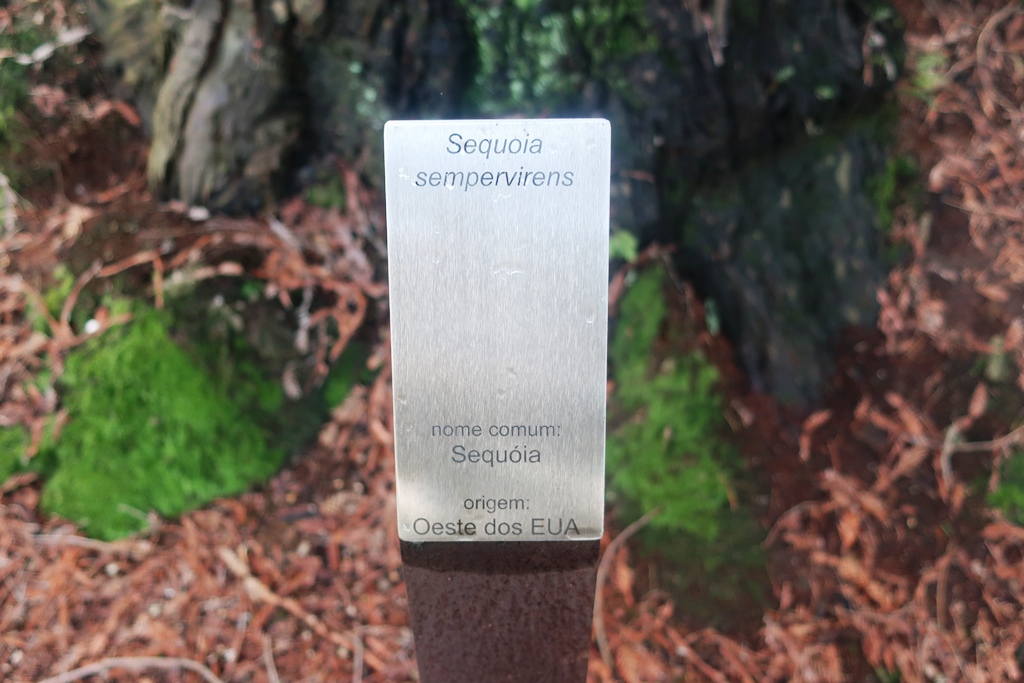 Sequoia
sempervirens
nome comum:
Sequóia
origem:
Oeste dos EUA